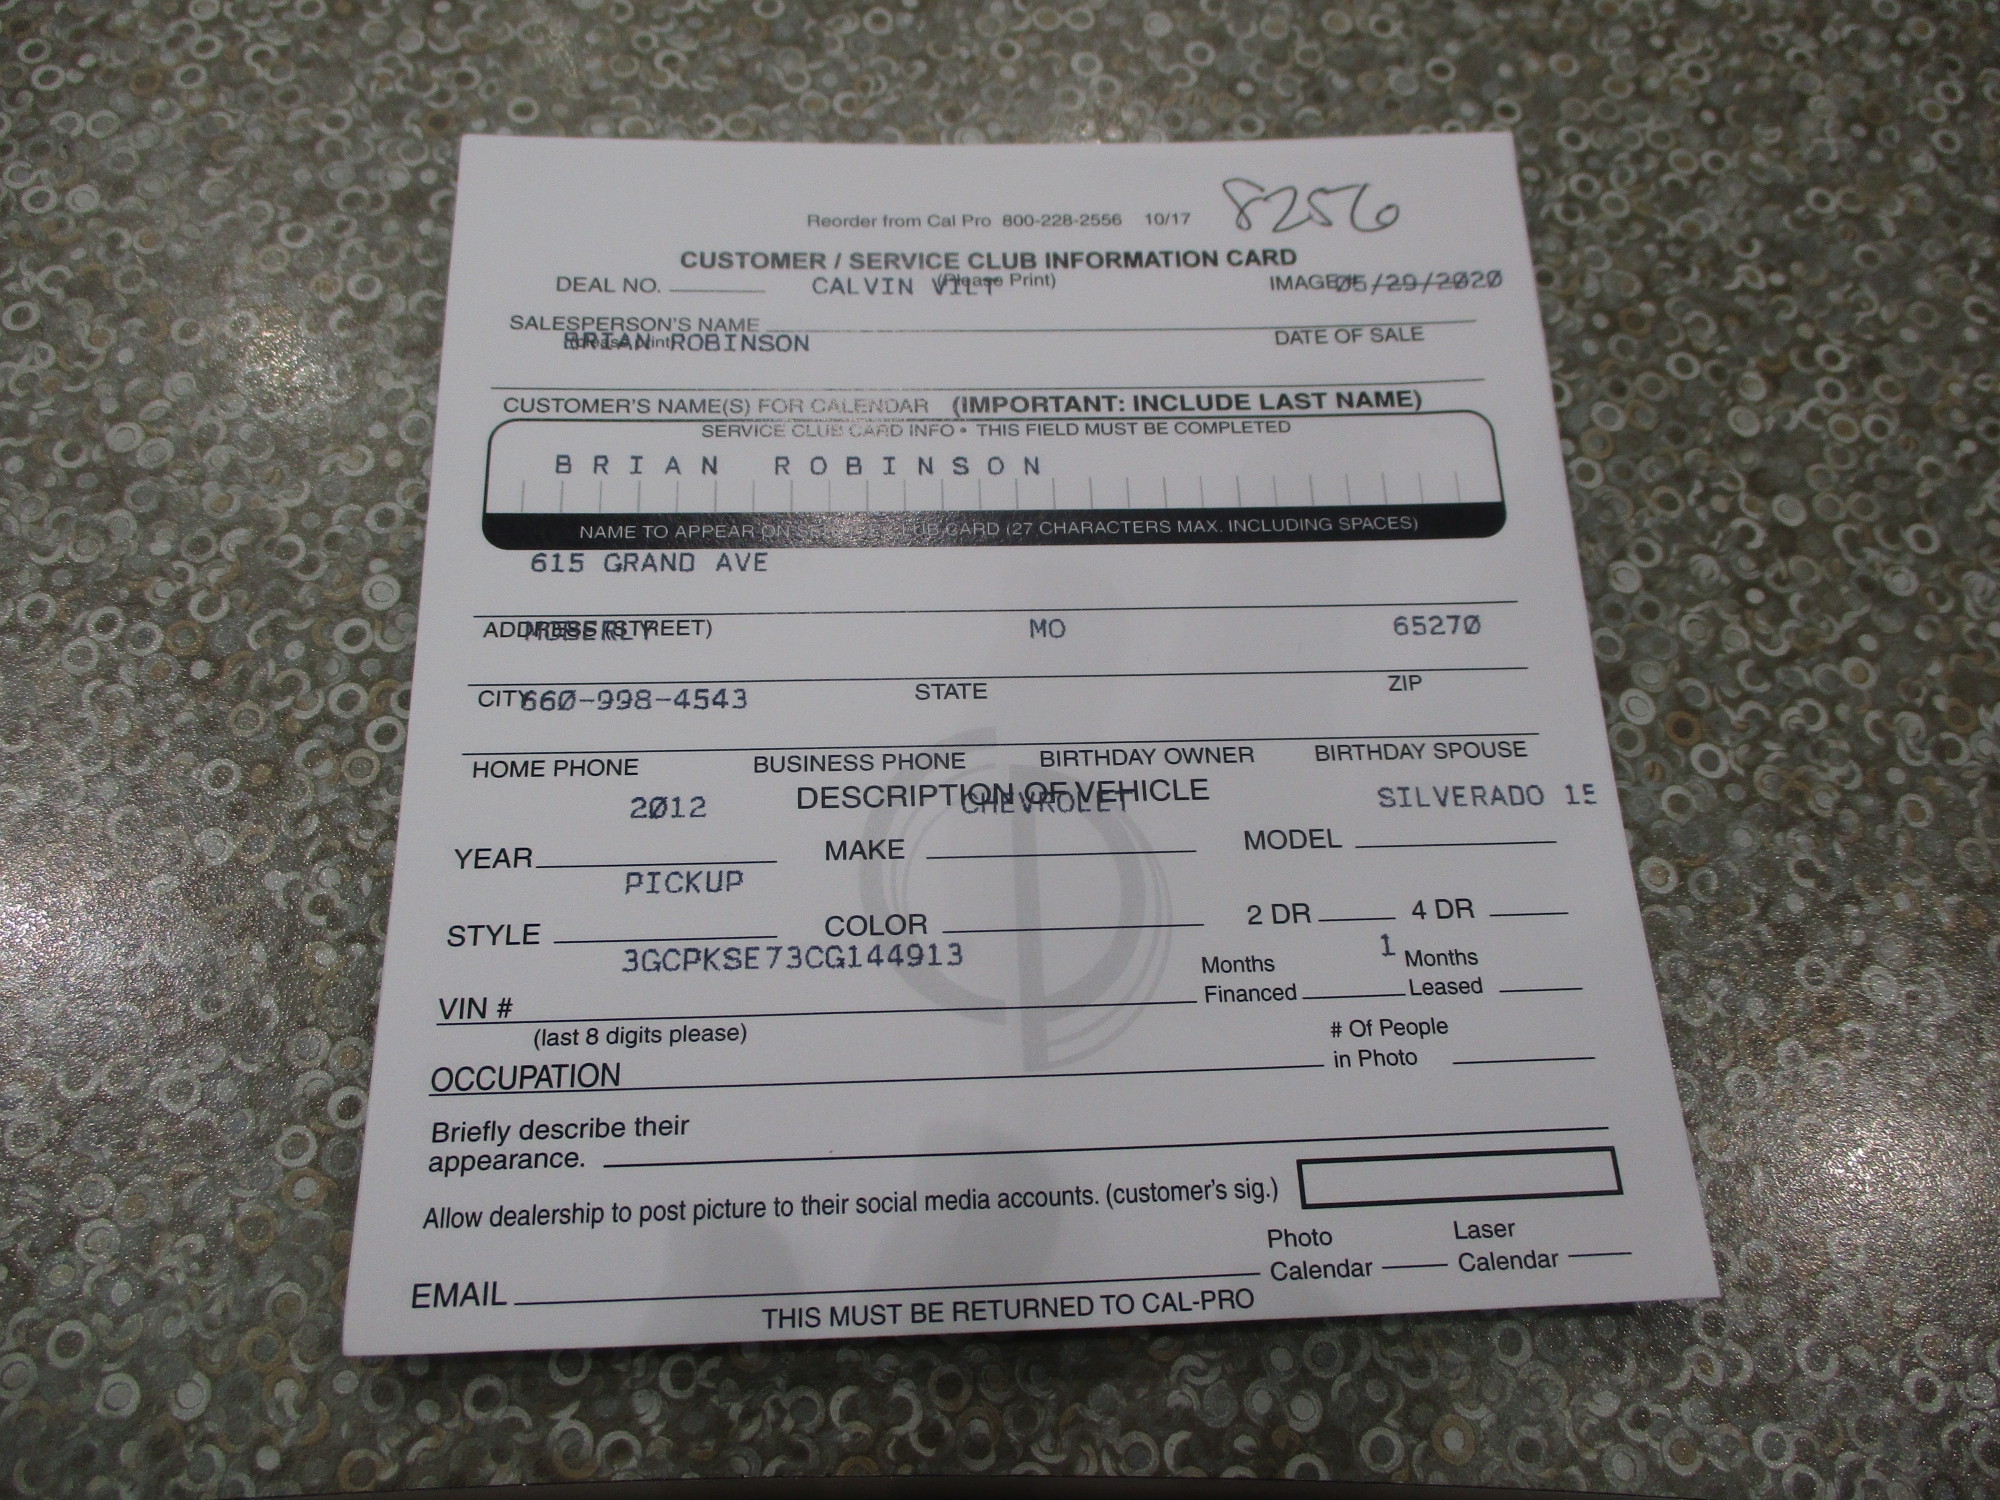 Reorder from Cal Pro 800-228-2556 10/17 8256
CUSTOMER / SERVICE CLUB INFORMATION CARD
(Please Print)
DEAL NO. CALVIN VILT IMAGE# 05/29/2020
SALESPERSON'S NAME
(please print) BRIAN ROBINSON DATE OF SALE
CUSTOMER'S NAME(S) FOR CALENDAR (IMPORTANT: INCLUDE LAST NAME)
SERVICE CLUB CARD INFO • THIS FIELD MUST BE COMPLETED
BRIAN ROBINSON
NAME TO APPEAR ON SERVICE CLUB CARD (27 CHARACTERS MAX. INCLUDING SPACES)
615 GRAND AVE
ADDRESS (STREET) MOBERLY MO 65270
CITY 660-998-4543 STATE ZIP
HOME PHONE BUSINESS PHONE BIRTHDAY OWNER BIRTHDAY SPOUSE
DESCRIPTION OF VEHICLE
2012 CHEVROLET SILVERADO 15
YEAR MAKE MODEL
PICKUP
STYLE COLOR 2 DR 4 DR
3GCPKSE73CG144913 1
VIN # Months Financed Months Leased
(last 8 digits please)
OCCUPATION # Of People in Photo
Briefly describe their
appearance.
Allow dealership to post picture to their social media accounts. (customer's sig.)
EMAIL Photo Calendar Laser Calendar
THIS MUST BE RETURNED TO CAL-PRO